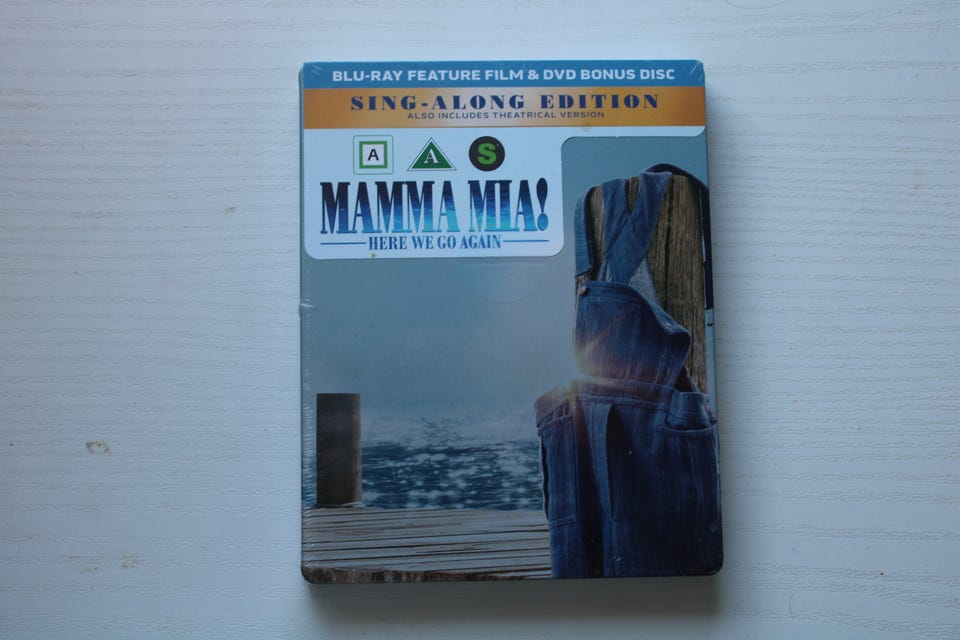 BLU-RAY FEATURE FILM & DVD BONUS DISC
SING-ALONG EDITION
ALSO INCLUDES THEATRICAL VERSION
A A S
MAMMA MIA!
HERE WE GO AGAIN